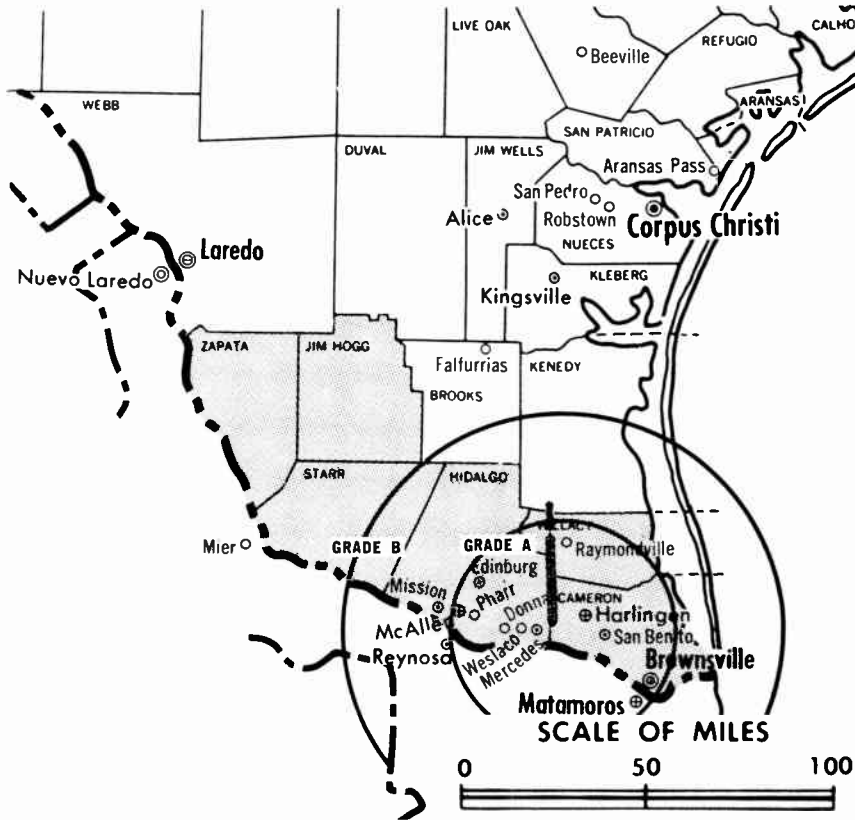 LIVE OAK
CALHO
REFUGIO
Beeville
WEBB
ARANSAS
SAN PATRICIO
DUVAL
JIM WELLS
Aransas Pass
San Pedro
Alice
Robstown
Corpus Christi
NUECES
Laredo
Nuevo Laredo
KLEBERG
Kingsville
ZAPATA
JIM HOGG
Falfurrias
KENEDY
BROOKS
STARR
HIDALGO
Mier
GRADE B
GRADE A
Raymondville
Edinburg
Mission
Pharr
Donna
CAMERON
McAlle
Harlingen
San Benito
Reynosa
Weslaco
Mercedes
Brownsville
Matamoros
SCALE OF MILES
0 50 100